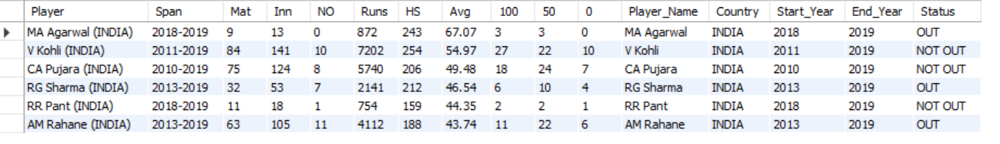 Player Span Mat Inn NO Runs HS Avg 100 50 0 Player_Name Country Start_Year End_Year Status
MA Agarwal (INDIA) 2018-2019 9 13 0 872 243 67.07 3 3 0 MA Agarwal INDIA 2018 2019 OUT
V Kohli (INDIA) 2011-2019 84 141 10 7202 254 54.97 27 22 10 V Kohli INDIA 2011 2019 NOT OUT
CA Pujara (INDIA) 2010-2019 75 124 8 5740 206 49.48 18 24 7 CA Pujara INDIA 2010 2019 NOT OUT
RG Sharma (INDIA) 2013-2019 32 53 7 2141 212 46.54 6 10 4 RG Sharma INDIA 2013 2019 OUT
RR Pant (INDIA) 2018-2019 11 18 1 754 159 44.35 2 2 1 RR Pant INDIA 2018 2019 NOT OUT
AM Rahane (INDIA) 2013-2019 63 105 11 4112 188 43.74 11 22 6 AM Rahane INDIA 2013 2019 OUT